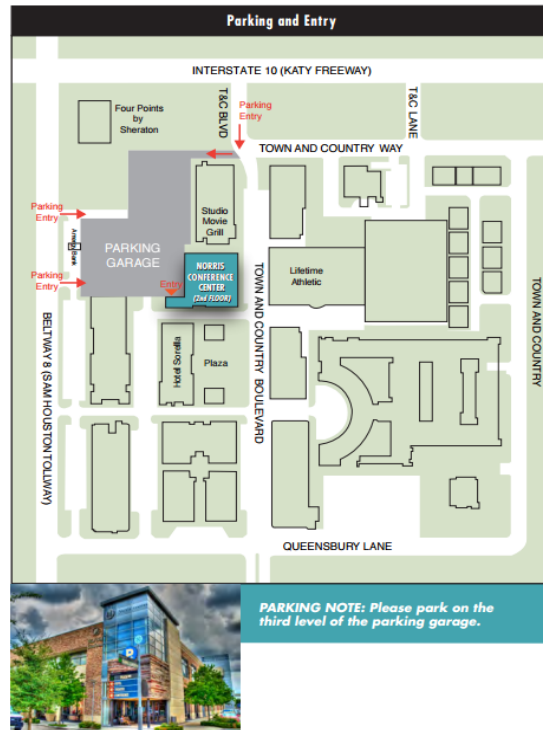 Parking and Entry
INTERSTATE 10 (KATY FREEWAY)
Four Points by
Sheraton
T&C BLVD
Parking
Entry
T&C LANE
TOWN AND COUNTRY WAY
Parking
Entry
Studio
Movie
Grill
Amegy Bank
PARKING
GARAGE
NORRIS
CONFERENCE
CENTER
(2nd FLOOR)
Entry
Lifetime
Athletic
Parking
Entry
BELTWAY 8 (SAM HOUSTON
TOLLWAY)
Hotel Sorella
Plaza
TOWN AND COUNTRY BOULEVARD
TOWN AND COUNTRY
QUEENSBURY LANE
PARKING NOTE: Please park on the
third level of the parking garage.